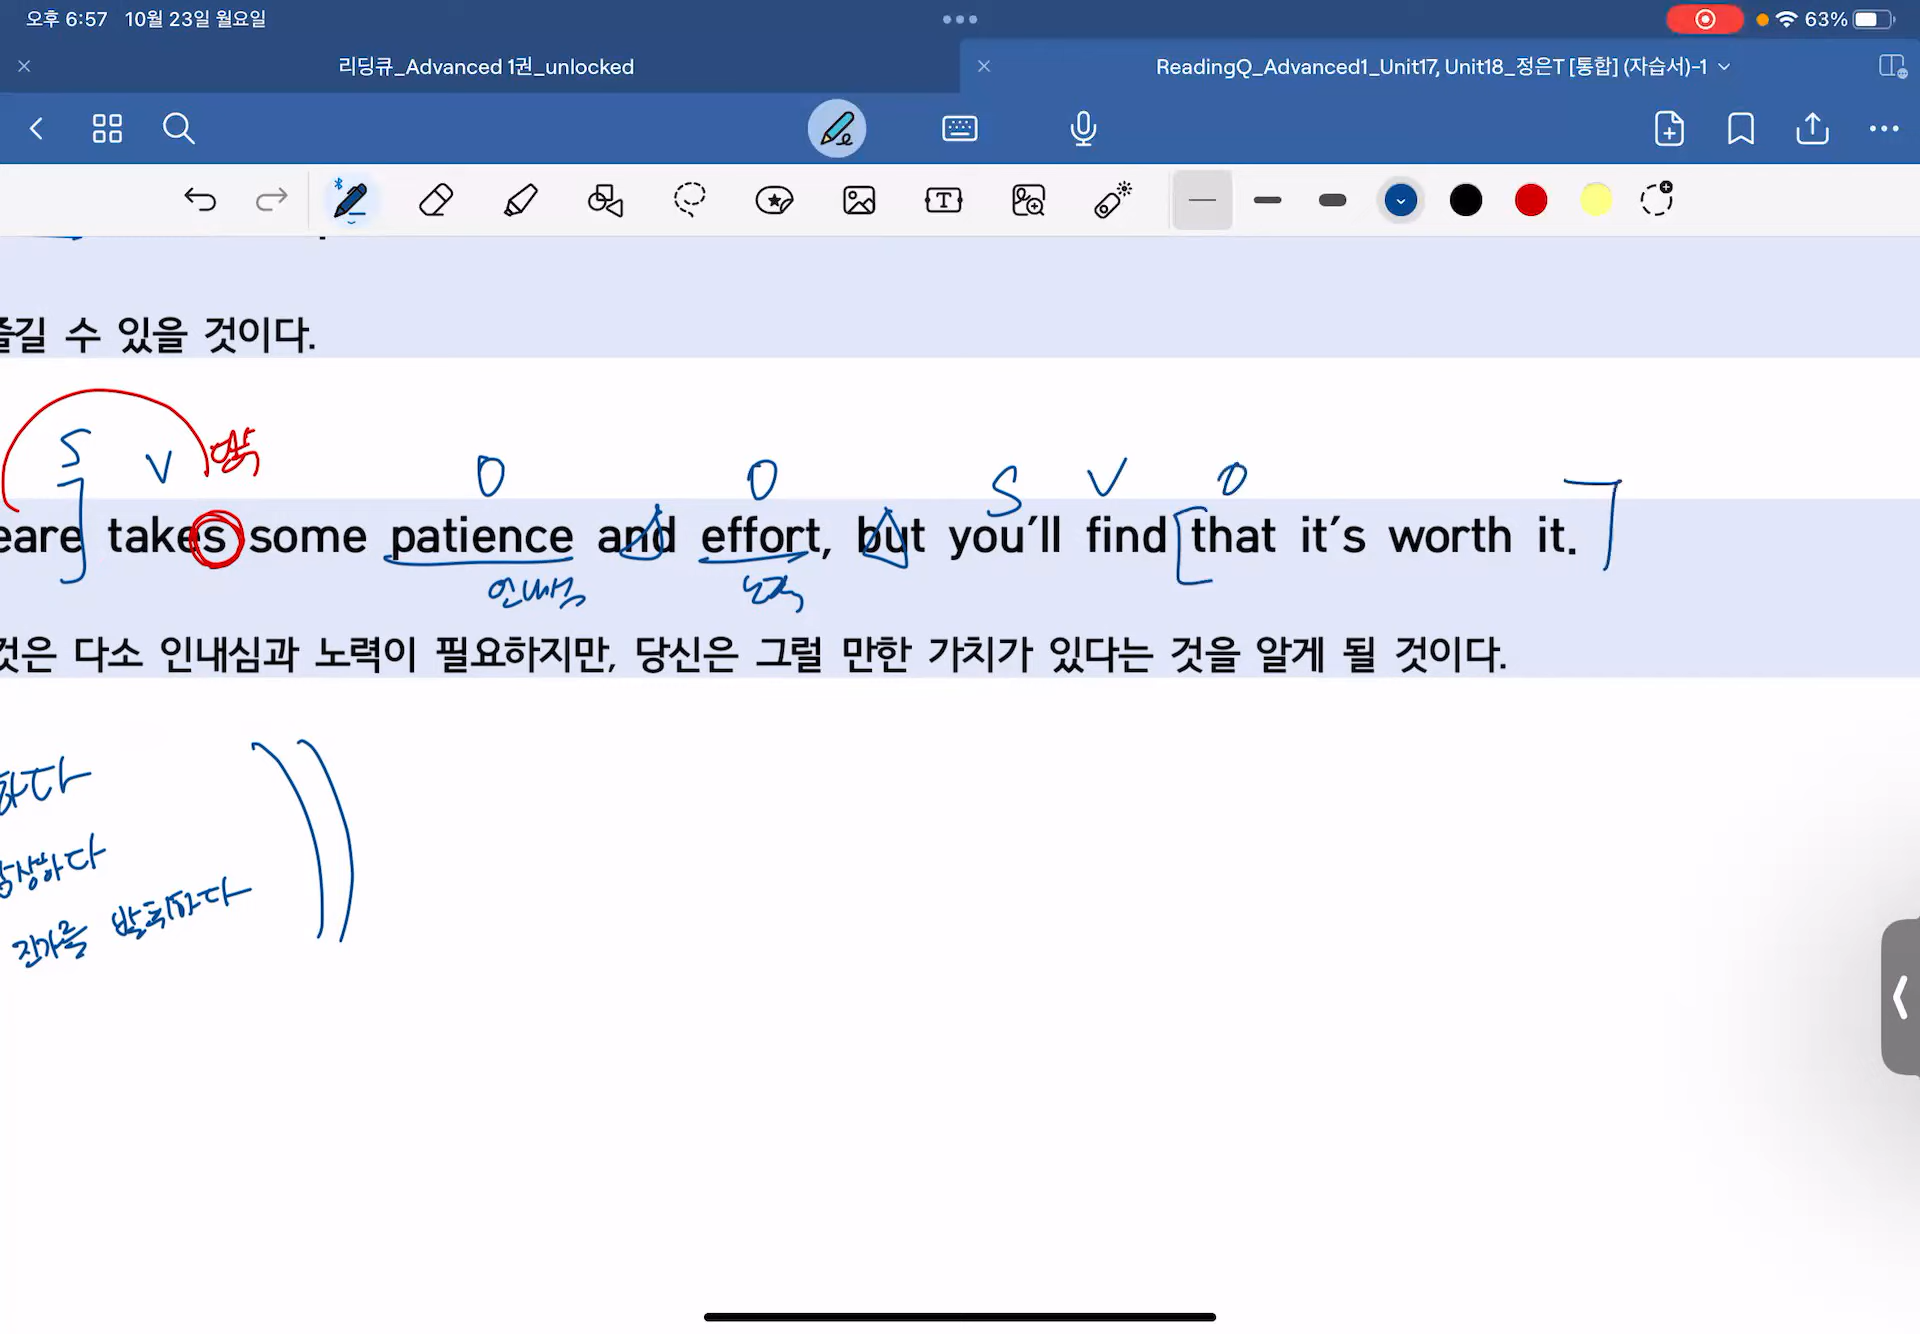 오후 6:57 10월 23일 월요일
63%
리딩큐_Advanced 1권_unlocked
ReadingQ_Advanced1_Unit17, Unit18_정은T [통합] (자습서)-1
즐길 수 있을 것이다.
S V O O S V O
eare] takes some patience and effort, but you'll find [that it's worth it.]
인내심 노력
것은 다소 인내심과 노력이 필요하지만, 당신은 그럴 만한 가치가 있다는 것을 알게 될 것이다.
하다
감상하다
진가를 발휘하다